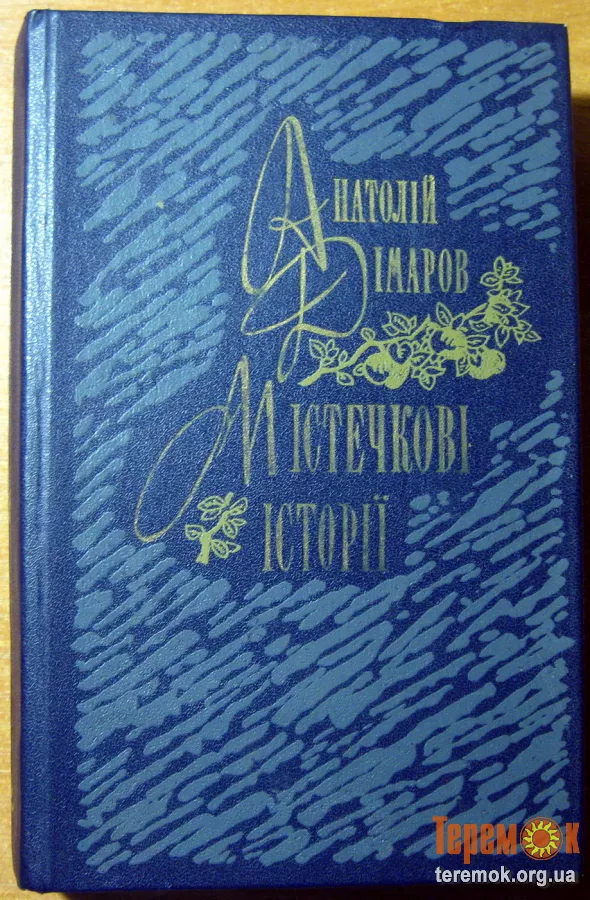 Анатолій
Дімаров
Містечкові
історії
Теремок
teremok.org.ua